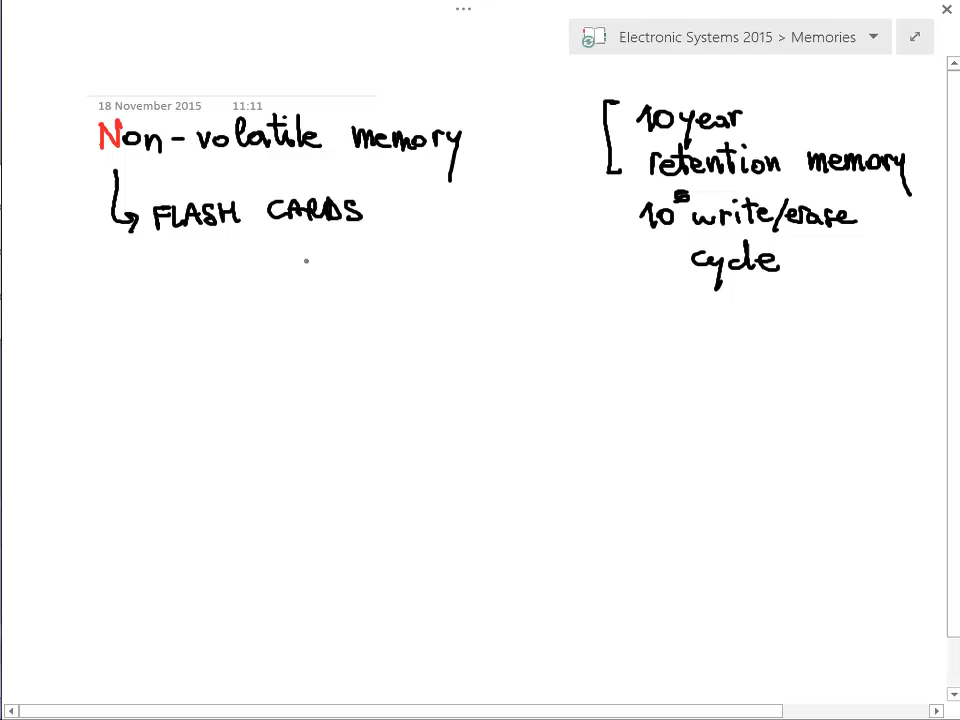 Electronic Systems 2015 > Memories
18 November 2015 11:11
Non-volatile memory
FLASH CARDS
10 year
retention memory
10⁵ write/erase
cycle